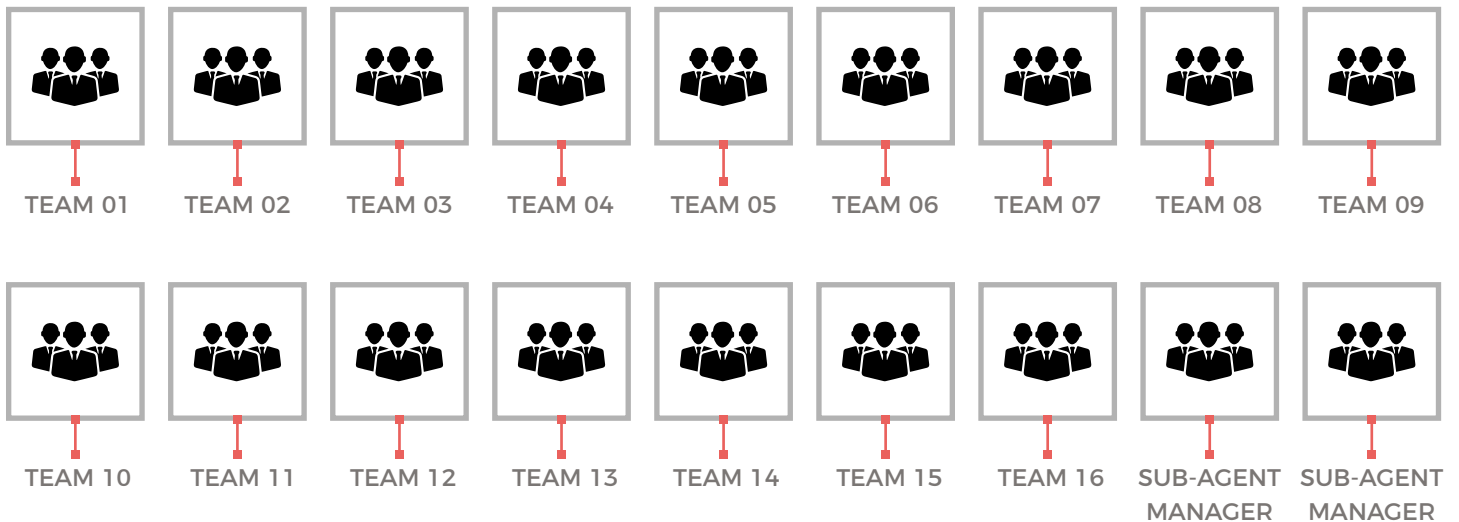 TEAM 01
TEAM 02
TEAM 03
TEAM 04
TEAM 05
TEAM 06
TEAM 07
TEAM 08
TEAM 09
TEAM 10
TEAM 11
TEAM 12
TEAM 13
TEAM 14
TEAM 15
TEAM 16
SUB-AGENT
MANAGER
SUB-AGENT
MANAGER